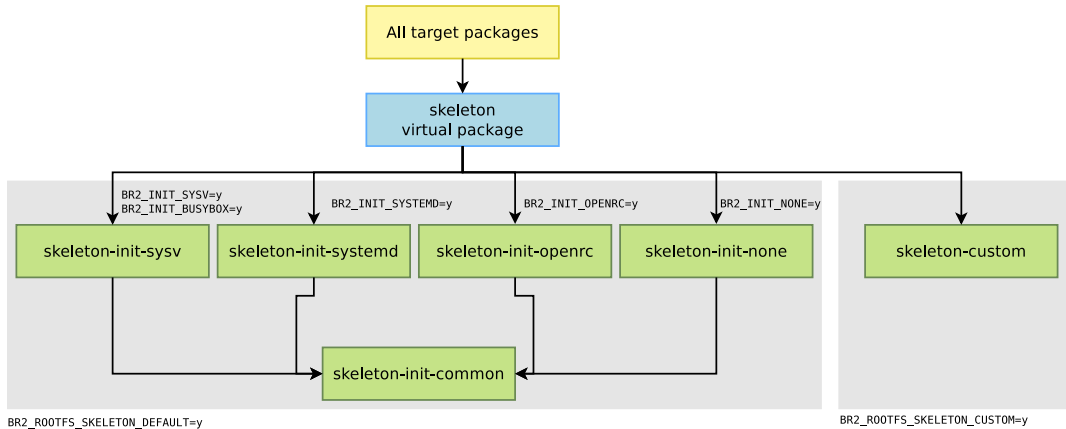 All target packages
skeleton
virtual package
BR2_INIT_SYSV=y
BR2_INIT_BUSYBOX=y
BR2_INIT_SYSTEMD=y
BR2_INIT_OPENRC=y
BR2_INIT_NONE=y
skeleton-init-sysv
skeleton-init-systemd
skeleton-init-openrc
skeleton-init-none
skeleton-custom
skeleton-init-common
BR2_ROOTFS_SKELETON_DEFAULT=y
BR2_ROOTFS_SKELETON_CUSTOM=y